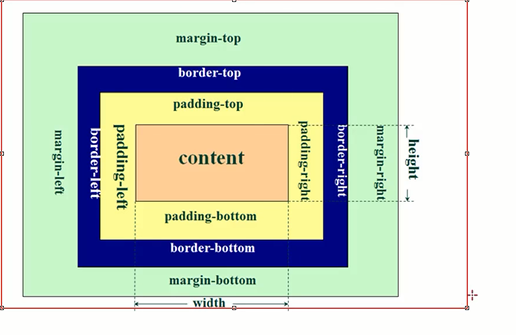 margin-top
border-top
padding-top
margin-left
border-left
padding-left
content
padding-right
border-right
margin-right
height
padding-bottom
border-bottom
margin-bottom
width